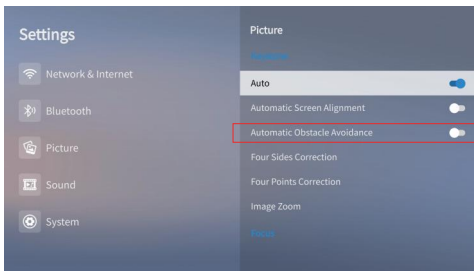 Settings
Network & Internet
Bluetooth
Picture
Sound
System
Picture
Auto
Automatic Screen Alignment
Automatic Obstacle Avoidance
Four Sides Correction
Four Points Correction
Image Zoom
Focus